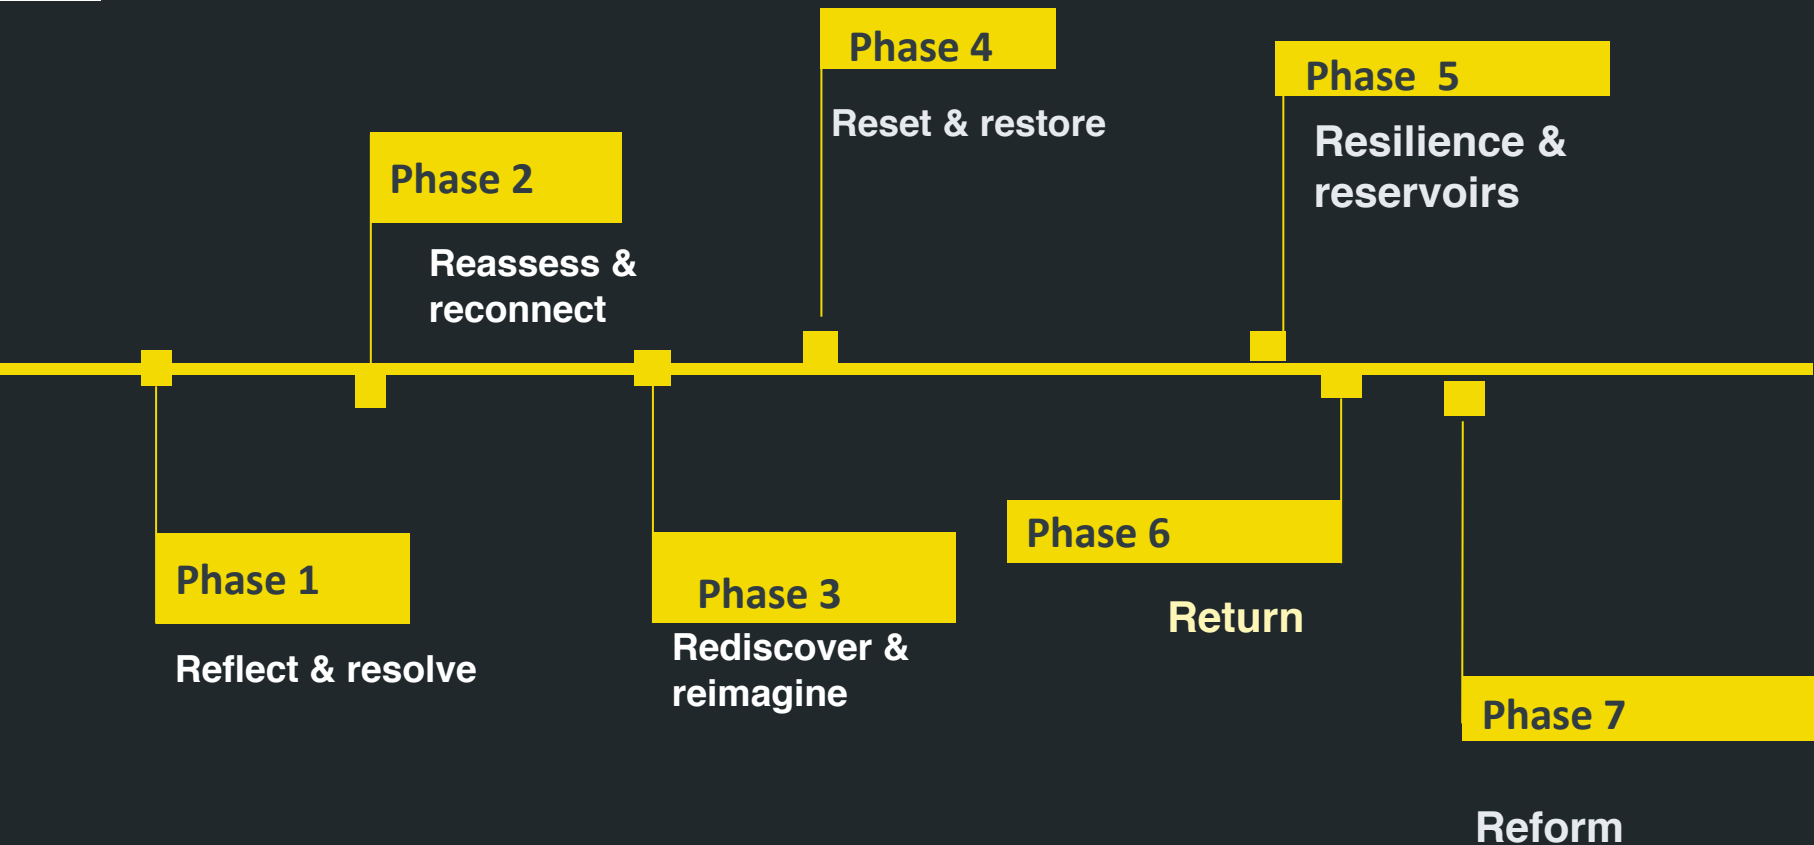 Phase 4
Reset & restore
Phase  5
Resilience &
reservoirs
Phase 2
Reassess &
reconnect
Phase 1
Reflect & resolve
Phase 3
Rediscover &
reimagine
Phase 6
Return
Phase 7
Reform